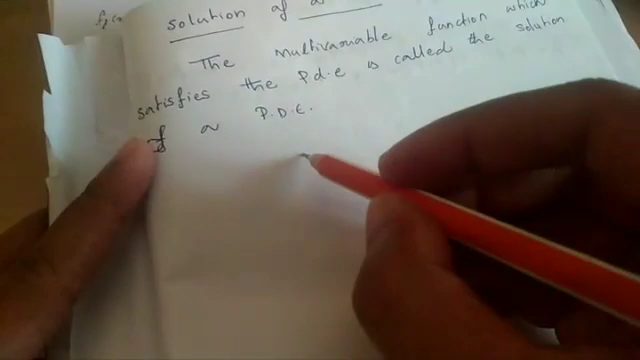 solution of a
The multivariable function which
satisfies the p.d.e is called the solution
of a P.D.E.